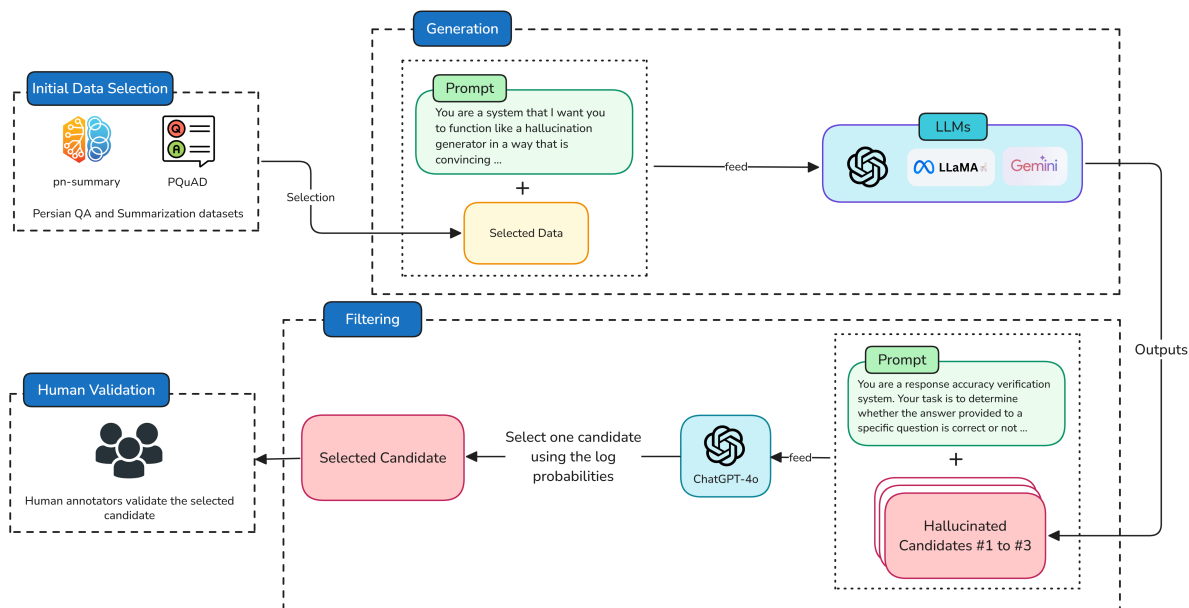 Generation
Initial Data Selection
Q
A
pn-summary
PQuAD
Persian QA and Summarization datasets
Selection
Prompt
You are a system that I want you
to function like a hallucination
generator in a way that is
convincing ...
+
Selected Data
feed
LLMs
LLaMA
Gemini
Outputs
Filtering
Prompt
You are a response accuracy verification
system. Your task is to determine
whether the answer provided to a
specific question is correct or not ...
+
Hallucinated
Candidates #1 to #3
feed
ChatGPT-4o
Select one candidate
using the log
probabilities
Selected Candidate
Human Validation
Human annotators validate the selected
candidate